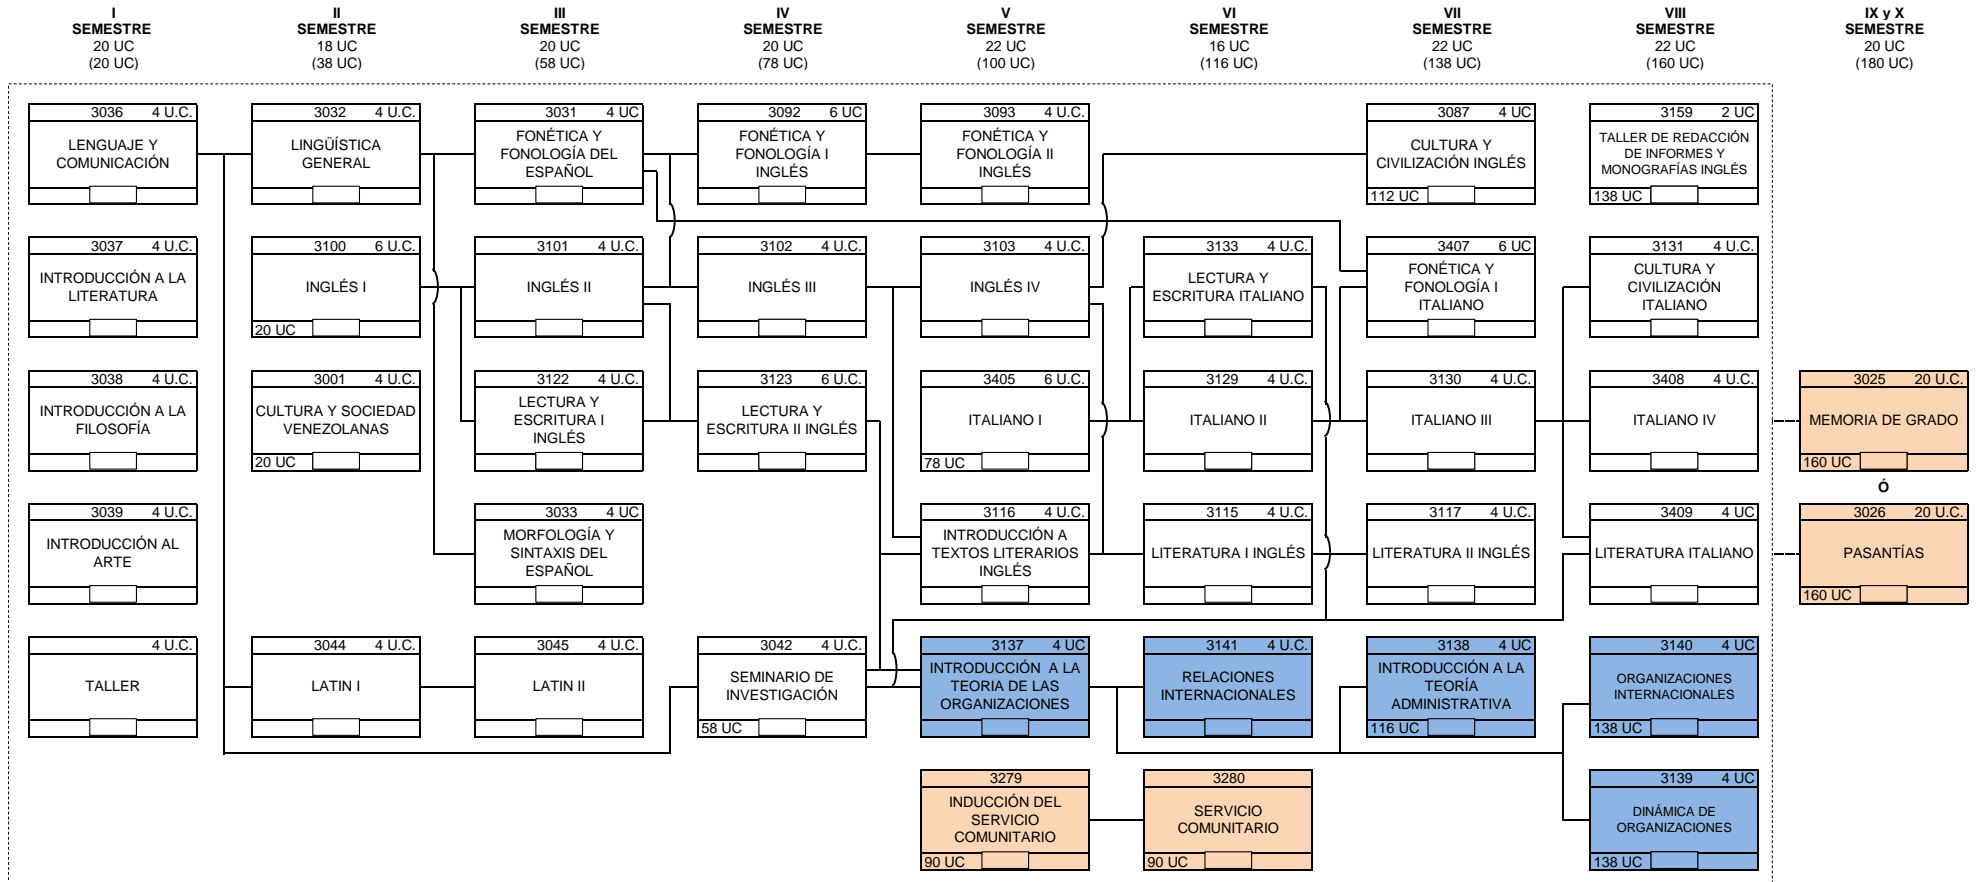 I
SEMESTRE
20 UC
(20 UC)
II
SEMESTRE
18 UC
(38 UC)
III
SEMESTRE
20 UC
(58 UC)
IV
SEMESTRE
20 UC
(78 UC)
V
SEMESTRE
22 UC
(100 UC)
VI
SEMESTRE
16 UC
(116 UC)
VII
SEMESTRE
22 UC
(138 UC)
VIII
SEMESTRE
22 UC
(160 UC)
IX y X
SEMESTRE
20 UC
(180 UC)
3036 4 U.C.
LENGUAJE Y
COMUNICACIÓN
3032 4 U.C.
LINGÜÍSTICA
GENERAL
3031 4 UC
FONÉTICA Y
FONOLOGÍA DEL
ESPAÑOL
3092 6 UC
FONÉTICA Y
FONOLOGÍA I
INGLÉS
3093 4 U.C.
FONÉTICA Y
FONOLOGÍA II
INGLÉS
3087 4 UC
CULTURA Y
CIVILIZACIÓN INGLÉS
112 UC
3159 2 UC
TALLER DE REDACCIÓN
DE INFORMES Y
MONOGRAFÍAS INGLÉS
138 UC
3037 4 U.C.
INTRODUCCIÓN A LA
LITERATURA
3100 6 U.C.
INGLÉS I
20 UC
3101 4 U.C.
INGLÉS II
3102 4 U.C.
INGLÉS III
3103 4 U.C.
INGLÉS IV
3133 4 U.C.
LECTURA Y
ESCRITURA ITALIANO
3407 6 UC
FONÉTICA Y
FONOLOGÍA I
ITALIANO
3131 4 U.C.
CULTURA Y
CIVILIZACIÓN
ITALIANO
3038 4 U.C.
INTRODUCCIÓN A LA
FILOSOFÍA
3001 4 U.C.
CULTURA Y SOCIEDAD
VENEZOLANAS
20 UC
3122 4 U.C.
LECTURA Y
ESCRITURA I
INGLÉS
3123 6 U.C.
LECTURA Y
ESCRITURA II INGLÉS
3405 6 U.C.
ITALIANO I
78 UC
3129 4 U.C.
ITALIANO II
3130 4 U.C.
ITALIANO III
3408 4 U.C.
ITALIANO IV
3025 20 U.C.
MEMORIA DE GRADO
160 UC
Ó
3039 4 U.C.
INTRODUCCIÓN AL
ARTE
3033 4 UC
MORFOLOGÍA Y
SINTAXIS DEL
ESPAÑOL
3116 4 U.C.
INTRODUCCIÓN A
TEXTOS LITERARIOS
INGLÉS
3115 4 U.C.
LITERATURA I INGLÉS
3117 4 U.C.
LITERATURA II INGLÉS
3409 4 UC
LITERATURA ITALIANO
3026 20 U.C.
PASANTÍAS
160 UC
4 U.C.
TALLER
3044 4 U.C.
LATIN I
3045 4 U.C.
LATIN II
3042 4 U.C.
SEMINARIO DE
INVESTIGACIÓN
58 UC
3137 4 UC
INTRODUCCIÓN A LA
TEORIA DE LAS
ORGANIZACIONES
3141 4 U.C.
RELACIONES
INTERNACIONALES
3138 4 UC
INTRODUCCIÓN A LA
TEORÍA
ADMINISTRATIVA
116 UC
3140 4 UC
ORGANIZACIONES
INTERNACIONALES
138 UC
3279
INDUCCIÓN DEL
SERVICIO
COMUNITARIO
90 UC
3280
SERVICIO
COMUNITARIO
90 UC
3139 4 UC
DINÁMICA DE
ORGANIZACIONES
138 UC